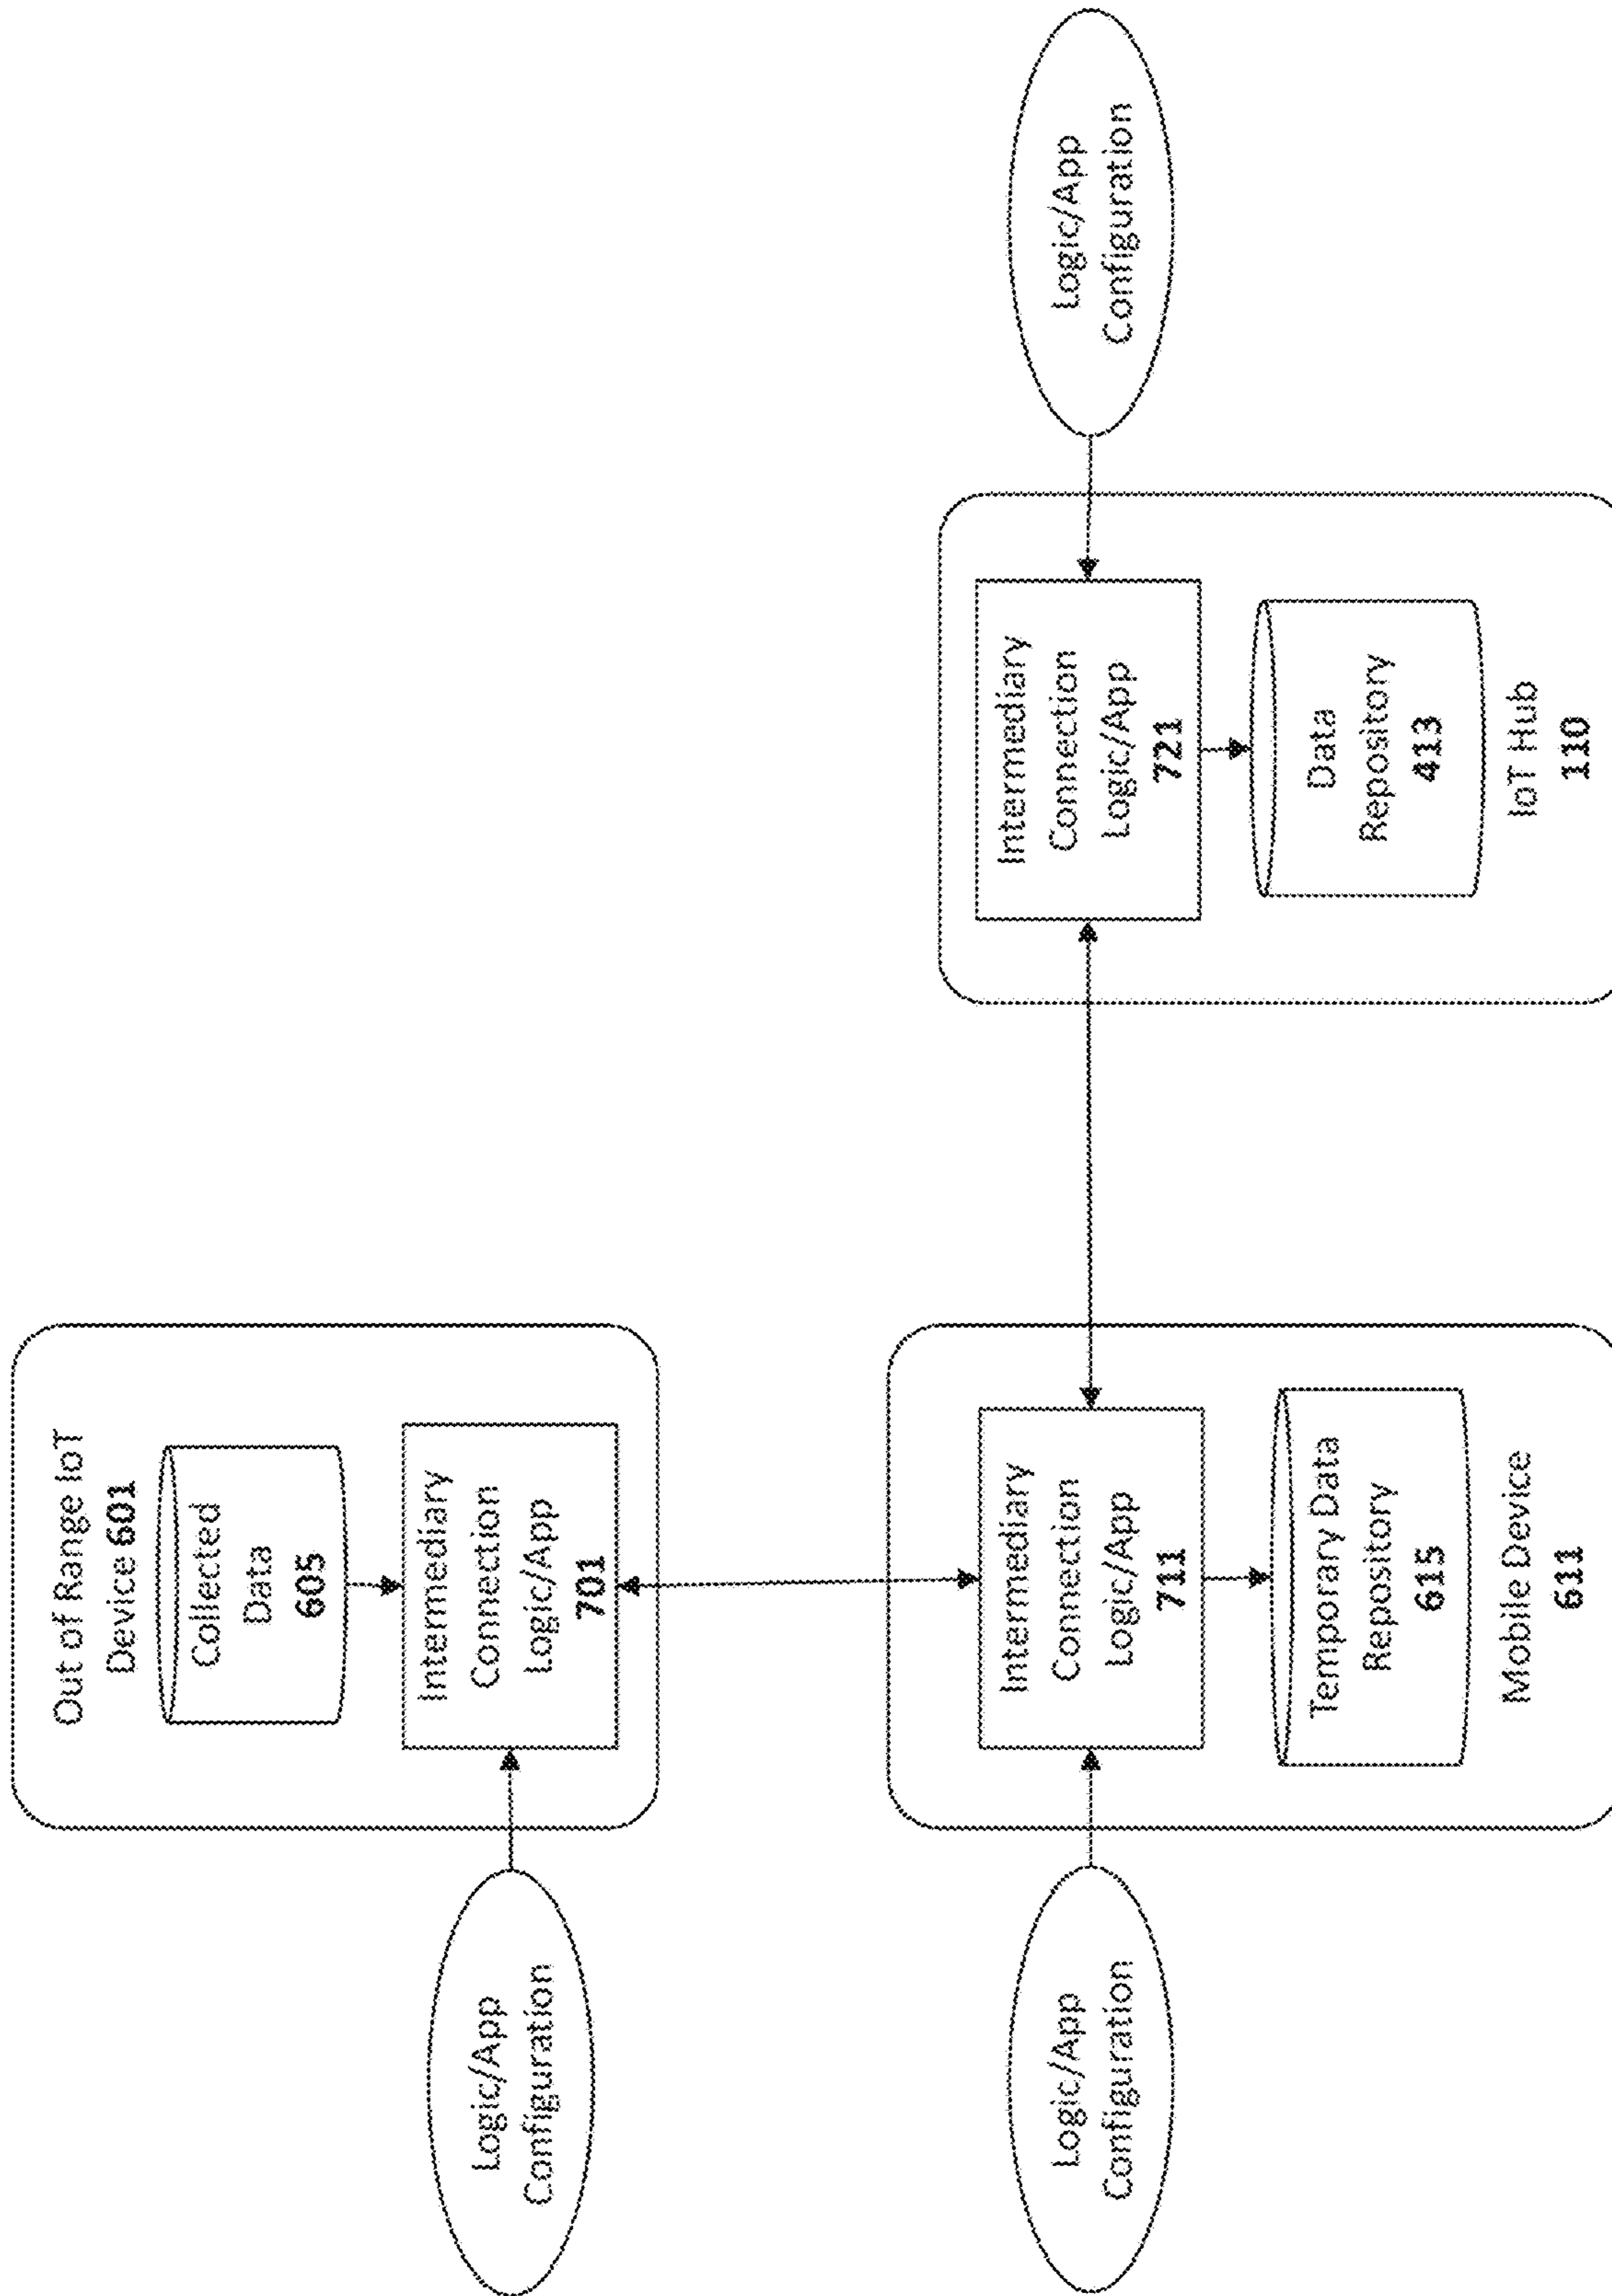 Out of Range IoT
Device 601
Collected
Data
605
Intermediary
Connection
Logic/App
701
Logic/App
Configuration
Logic/App
Configuration
Intermediary
Connection
Logic/App
711
Temporary Data
Repository
615
Mobile Device
611
Intermediary
Connection
Logic/App
721
Data
Repository
413
IoT Hub
110
Logic/App
Configuration